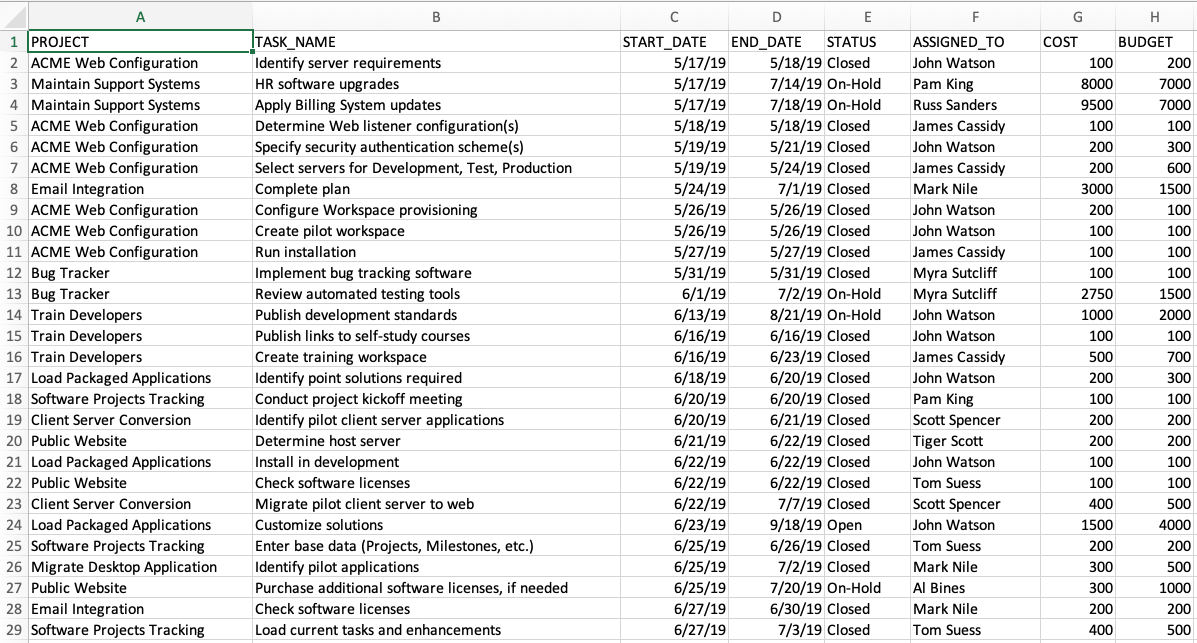 A B C D E F G H
1 PROJECT TASK_NAME START_DATE END_DATE STATUS ASSIGNED_TO COST BUDGET
2 ACME Web Configuration Identify server requirements 5/17/19 5/18/19 Closed John Watson 100 200
3 Maintain Support Systems HR software upgrades 5/17/19 7/14/19 On-Hold Pam King 8000 7000
4 Maintain Support Systems Apply Billing System updates 5/17/19 7/18/19 On-Hold Russ Sanders 9500 7000
5 ACME Web Configuration Determine Web listener configuration(s) 5/18/19 5/18/19 Closed James Cassidy 100 100
6 ACME Web Configuration Specify security authentication scheme(s) 5/19/19 5/21/19 Closed John Watson 200 300
7 ACME Web Configuration Select servers for Development, Test, Production 5/19/19 5/24/19 Closed James Cassidy 200 600
8 Email Integration Complete plan 5/24/19 7/1/19 Closed Mark Nile 3000 1500
9 ACME Web Configuration Configure Workspace provisioning 5/26/19 5/26/19 Closed John Watson 200 100
10 ACME Web Configuration Create pilot workspace 5/26/19 5/26/19 Closed John Watson 100 100
11 ACME Web Configuration Run installation 5/27/19 5/27/19 Closed James Cassidy 100 100
12 Bug Tracker Implement bug tracking software 5/31/19 5/31/19 Closed Myra Sutcliff 100 100
13 Bug Tracker Review automated testing tools 6/1/19 7/2/19 On-Hold Myra Sutcliff 2750 1500
14 Train Developers Publish development standards 6/13/19 8/21/19 On-Hold John Watson 1000 2000
15 Train Developers Publish links to self-study courses 6/16/19 6/16/19 Closed John Watson 100 100
16 Train Developers Create training workspace 6/16/19 6/23/19 Closed James Cassidy 500 700
17 Load Packaged Applications Identify point solutions required 6/18/19 6/20/19 Closed John Watson 200 300
18 Software Projects Tracking Conduct project kickoff meeting 6/20/19 6/20/19 Closed Pam King 100 100
19 Client Server Conversion Identify pilot client server applications 6/20/19 6/21/19 Closed Scott Spencer 200 200
20 Public Website Determine host server 6/21/19 6/22/19 Closed Tiger Scott 200 200
21 Load Packaged Applications Install in development 6/22/19 6/22/19 Closed John Watson 100 100
22 Public Website Check software licenses 6/22/19 6/22/19 Closed Tom Suess 100 100
23 Client Server Conversion Migrate pilot client server to web 6/22/19 7/7/19 Closed Scott Spencer 400 500
24 Load Packaged Applications Customize solutions 6/23/19 9/18/19 Open John Watson 1500 4000
25 Software Projects Tracking Enter base data (Projects, Milestones, etc.) 6/25/19 6/26/19 Closed Tom Suess 200 200
26 Migrate Desktop Application Identify pilot applications 6/25/19 7/2/19 Closed Mark Nile 300 500
27 Public Website Purchase additional software licenses, if needed 6/25/19 7/20/19 On-Hold Al Bines 300 1000
28 Email Integration Check software licenses 6/27/19 6/30/19 Closed Mark Nile 200 200
29 Software Projects Tracking Load current tasks and enhancements 6/27/19 7/3/19 Closed Tom Suess 400 500